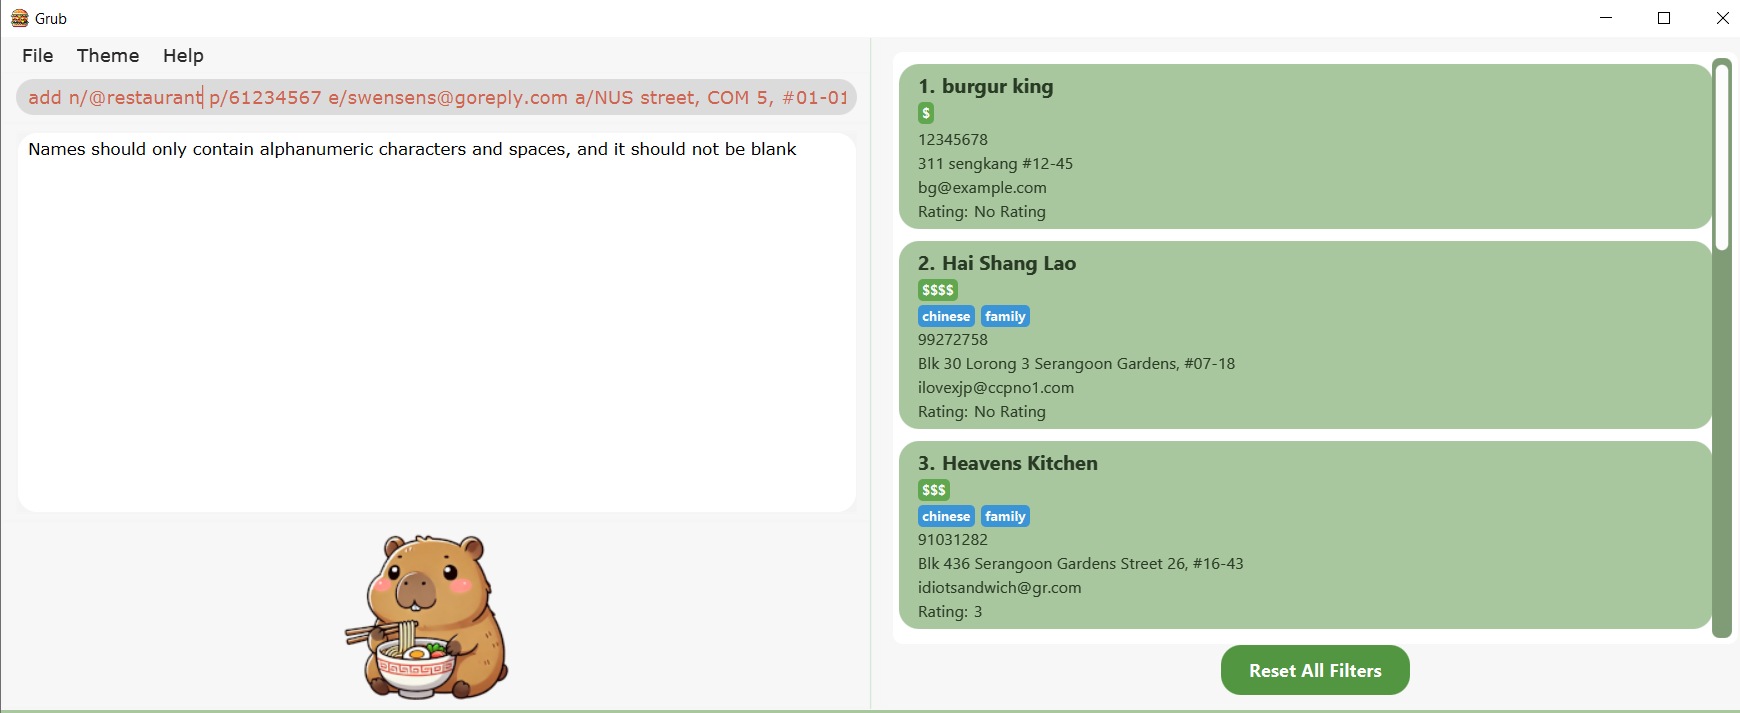 Grub
File Theme Help
add n/@restaurant p/61234567 e/swensens@goreply.com a/NUS street, COM 5, #01-01
Names should only contain alphanumeric characters and spaces, and it should not be blank
1. burgur king
$
12345678
311 sengkang #12-45
bg@example.com
Rating: No Rating
2. Hai Shang Lao
$$$$
chinese family
99272758
Blk 30 Lorong 3 Serangoon Gardens, #07-18
ilovexjp@ccpno1.com
Rating: No Rating
3. Heavens Kitchen
$$$
chinese family
91031282
Blk 436 Serangoon Gardens Street 26, #16-43
idiotsandwich@gr.com
Rating: 3
Reset All Filters